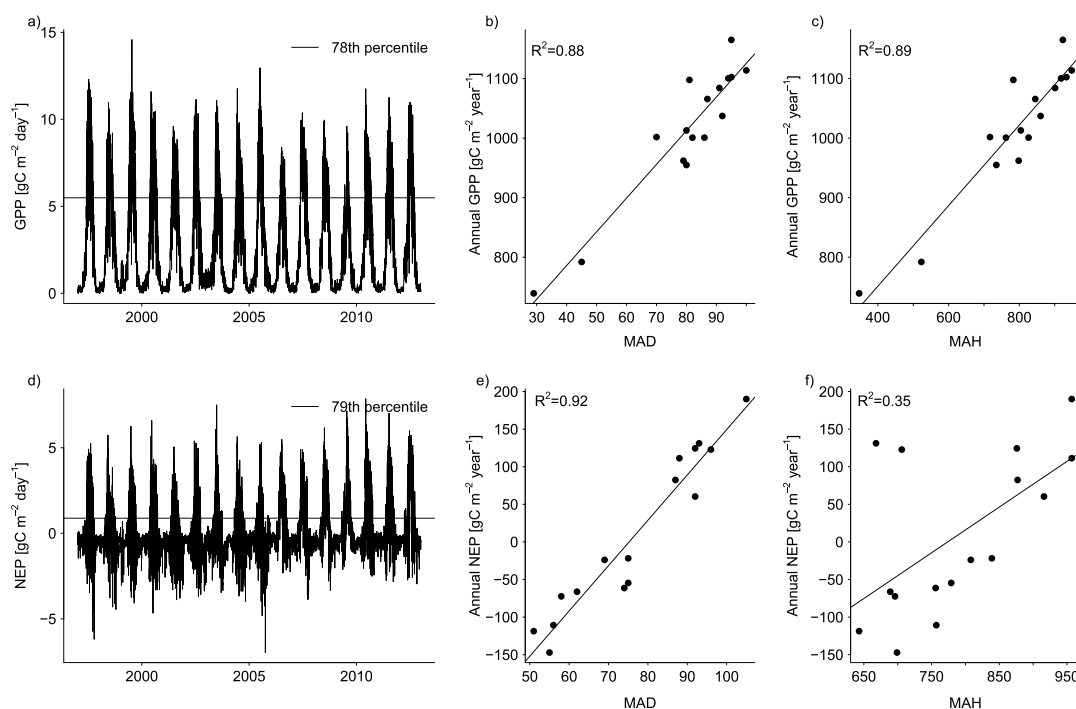 a)
78th percentile
GPP [gC m⁻² day⁻¹]
15
10
5
0
2000 2005 2010
b)
R²=0.88
Annual GPP [gC m⁻² year⁻¹]
1100
1000
900
800
30 40 50 60 70 80 90
MAD
c)
R²=0.89
Annual GPP [gC m⁻² year⁻¹]
1100
1000
900
800
400 600 800
MAH
d)
79th percentile
NEP [gC m⁻² day⁻¹]
5
0
−5
2000 2005 2010
e)
R²=0.92
Annual NEP [gC m⁻² year⁻¹]
200
150
100
50
0
−50
−100
−150
50 60 70 80 90 100
MAD
f)
R²=0.35
Annual NEP [gC m⁻² year⁻¹]
200
150
100
50
0
−50
−100
−150
650 750 850 950
MAH